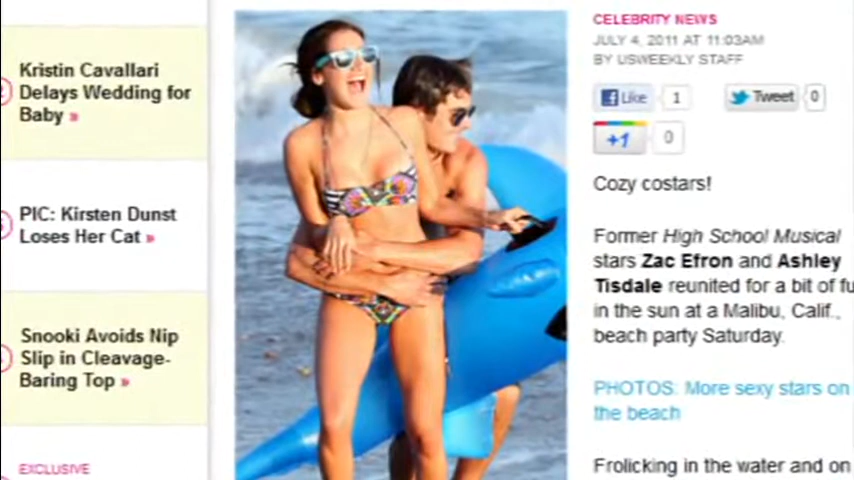 Kristin Cavallari
Delays Wedding for
Baby »
PIC: Kirsten Dunst
Loses Her Cat »
Snooki Avoids Nip
Slip in Cleavage-
Baring Top »
EXCLUSIVE
CELEBRITY NEWS
JULY 4, 2011 AT 11:03AM
BY USWEEKLY STAFF
Like 1 Tweet 0
+1 0
Cozy costars!
Former High School Musical
stars Zac Efron and Ashley
Tisdale reunited for a bit of fu
in the sun at a Malibu, Calif.,
beach party Saturday.
PHOTOS: More sexy stars on
the beach
Frolicking in the water and on